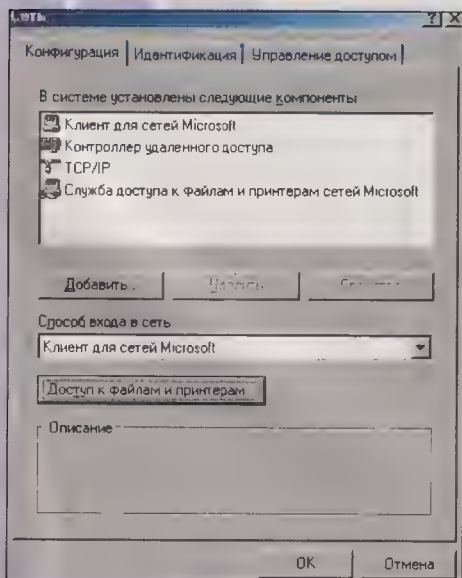 Сеть
Конфигурация Идентификация Управление доступом
В системе установлены следующие компоненты
Клиент для сетей Microsoft
Контроллер удаленного доступа
TCP/IP
Служба доступа к файлам и принтерам сетей Microsoft
Добавить . Удалить
Способ входа в сеть
Клиент для сетей Microsoft
Доступ к файлам и принтерам
Описание
OK Отмена